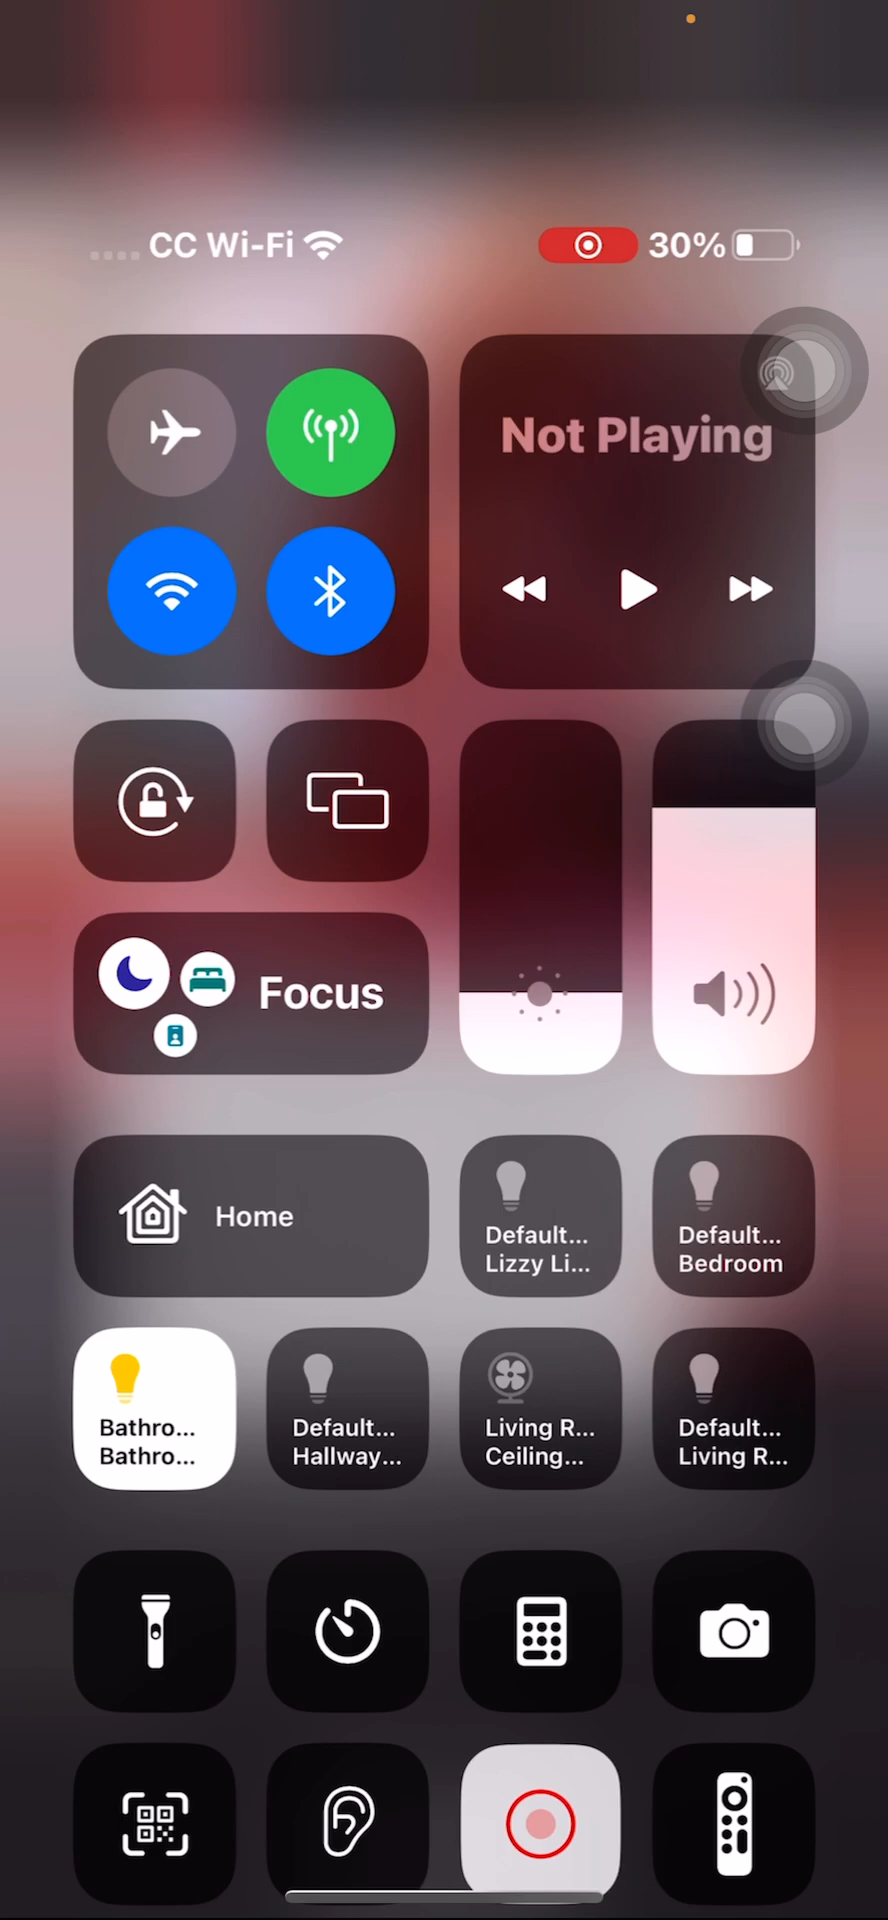 CC Wi-Fi
30%
Not Playing
Focus
Home
Default...
Lizzy Li...
Default...
Bedroom
Bathro...
Bathro...
Default...
Hallway...
Living R...
Ceiling...
Default...
Living R...